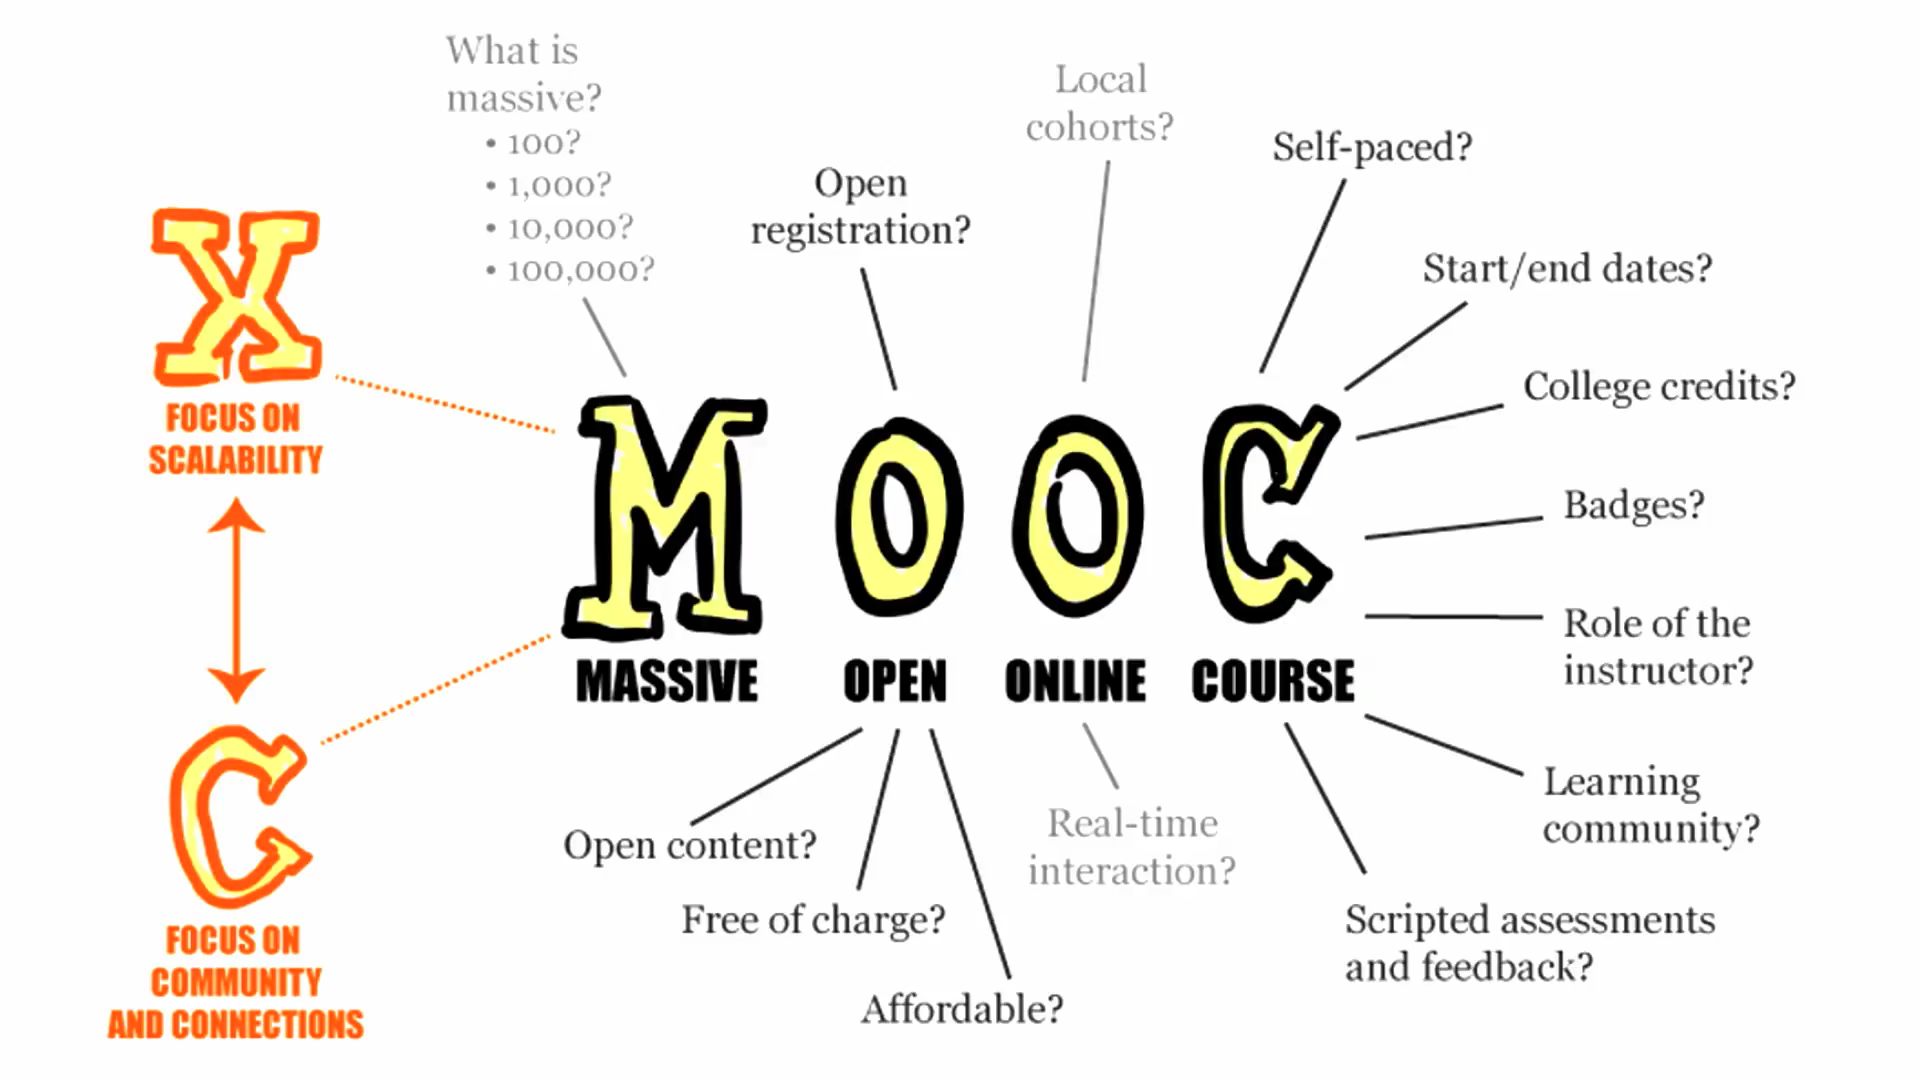 What is
massive?
• 100?
• 1,000?
• 10,000?
• 100,000?
Local
cohorts?
Self-paced?
Open
registration?
Start/end dates?
College credits?
Badges?
Role of the
instructor?
Learning
community?
Scripted assessments
and feedback?
X
FOCUS ON
SCALABILITY
C
FOCUS ON
COMMUNITY
AND CONNECTIONS
MOOC
MASSIVE OPEN ONLINE COURSE
Open content?
Free of charge?
Affordable?
Real-time
interaction?